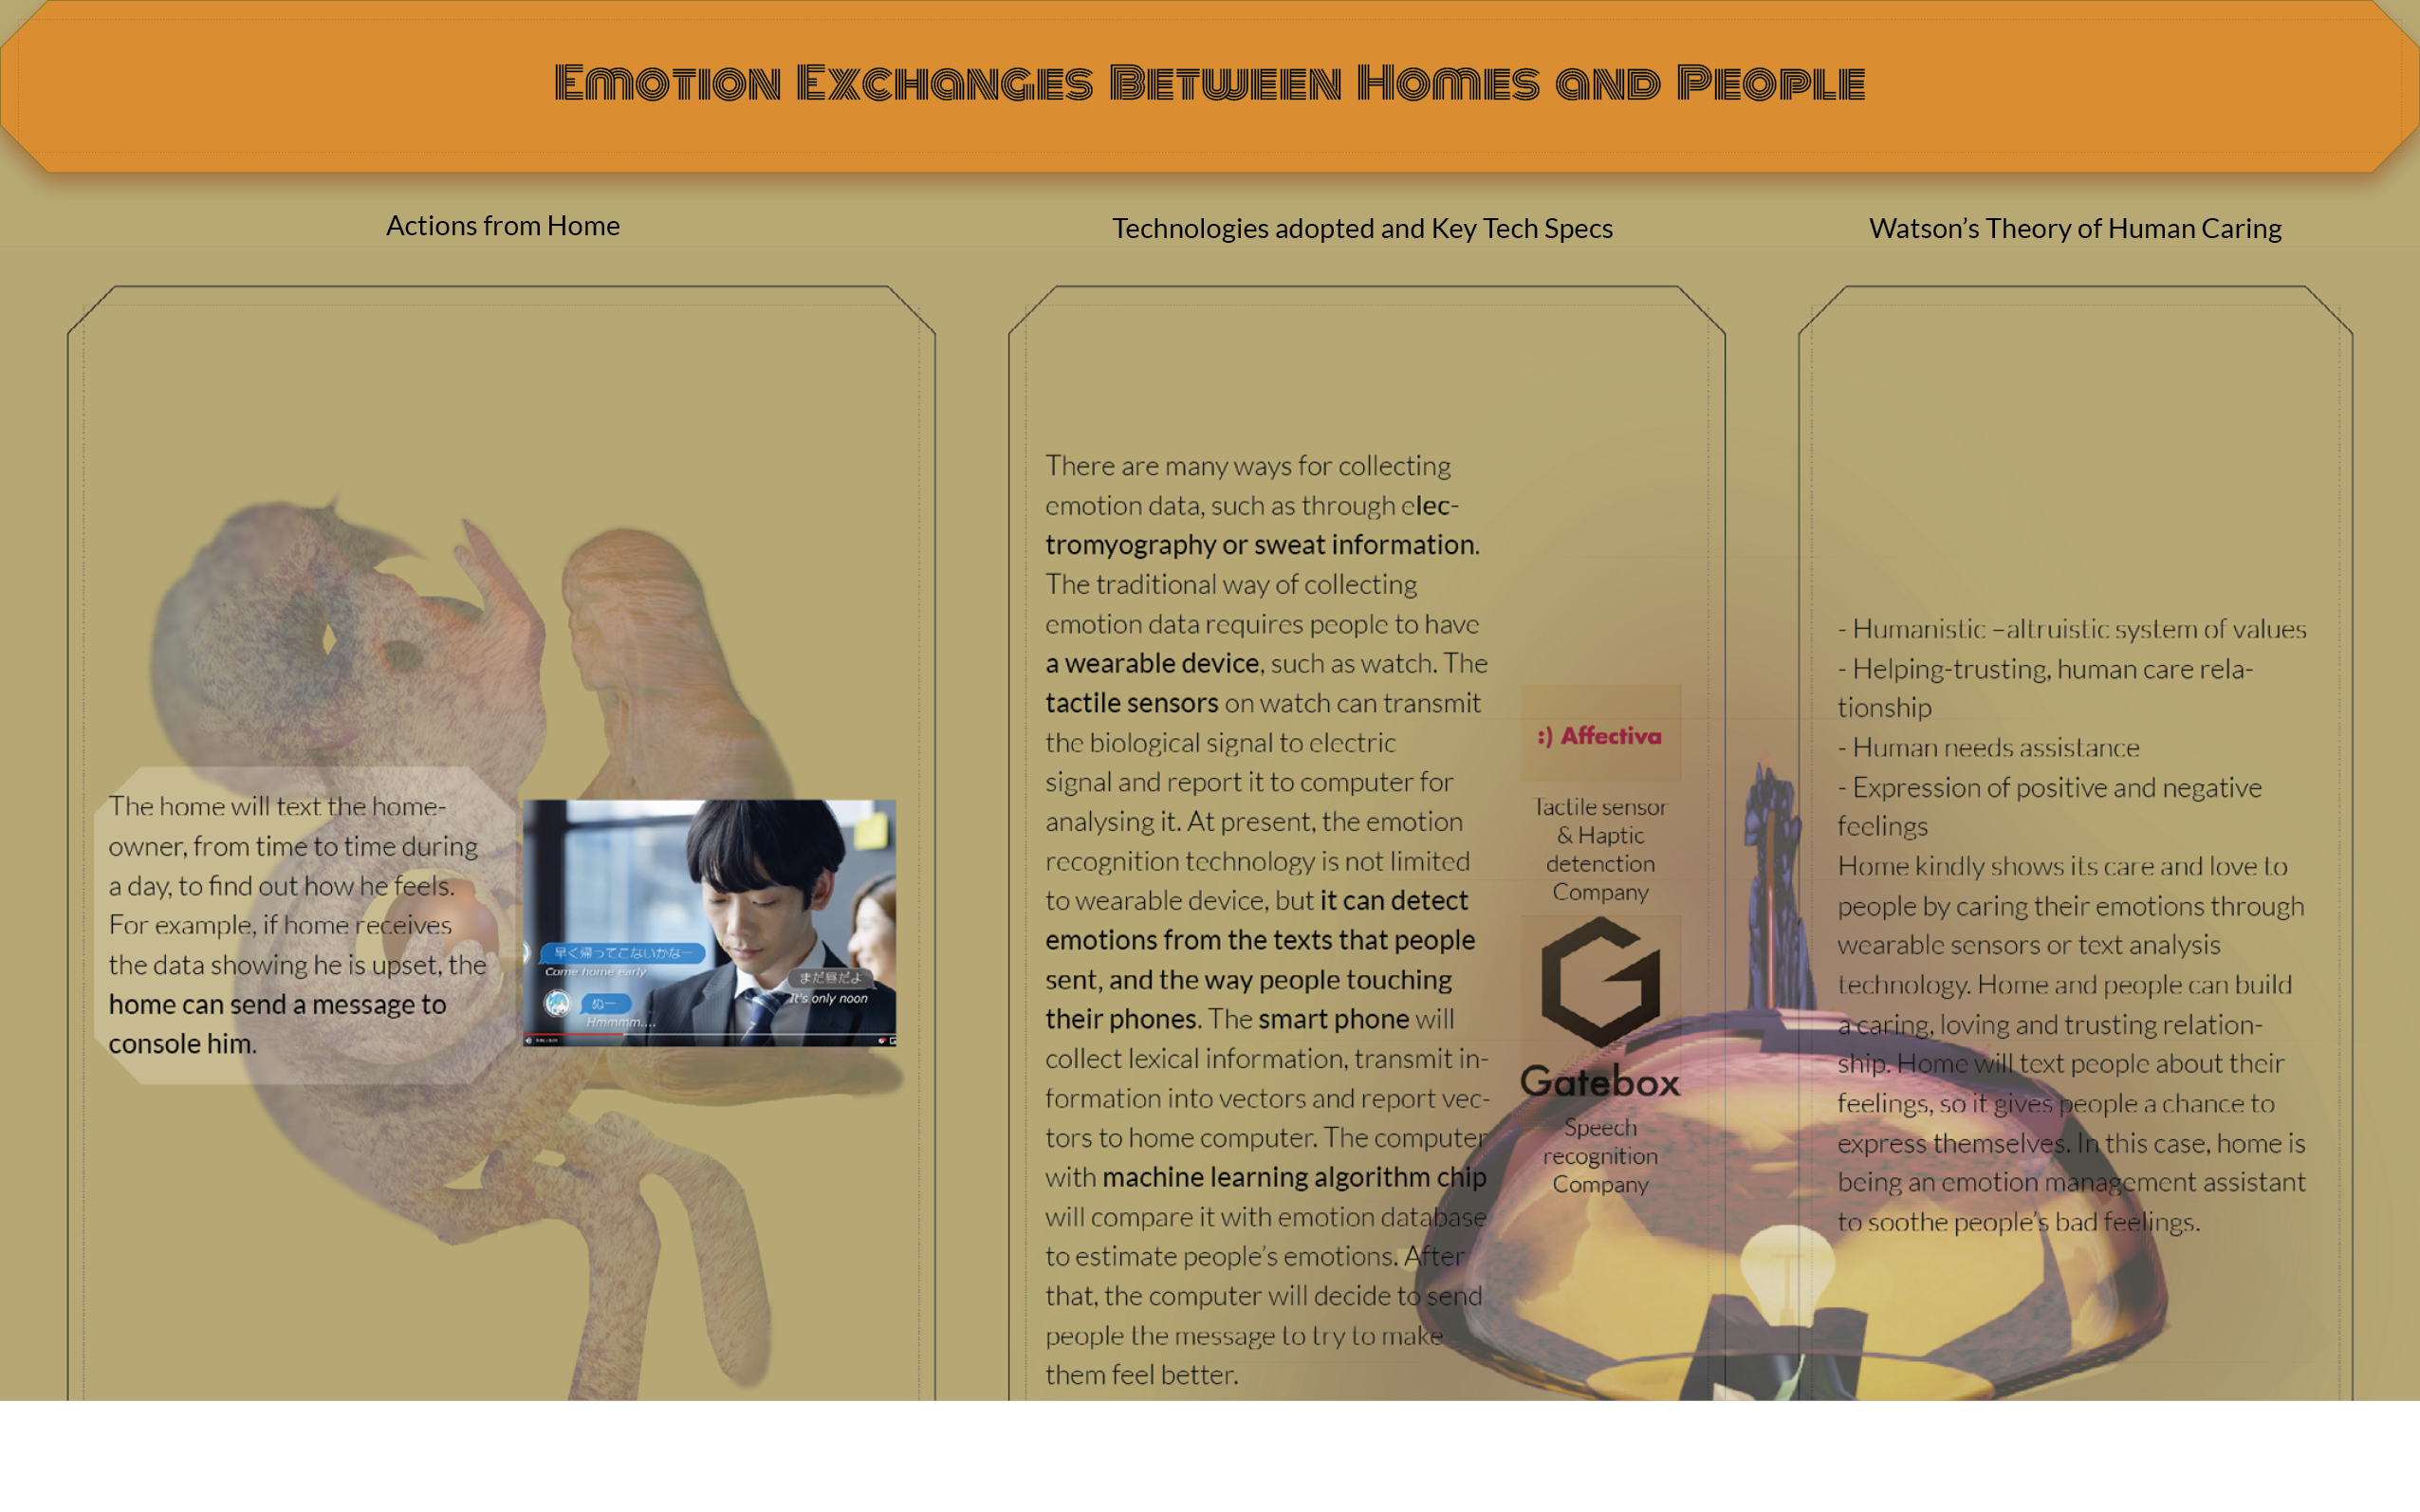 Emotion Exchanges Between Homes and People
Actions from Home
The home will text the home-
owner, from time to time during
a day, to find out how he feels.
For example, if home receives
the data showing he is upset, the
home can send a message to
console him.
早く帰ってこないかなー
Come home early
まだ昼だよ
It's only noon
ぬー
Hmmmm....
Technologies adopted and Key Tech Specs
There are many ways for collecting
emotion data, such as through elec-
tromyography or sweat information.
The traditional way of collecting
emotion data requires people to have
a wearable device, such as watch. The
tactile sensors on watch can transmit
the biological signal to electric
signal and report it to computer for
analysing it. At present, the emotion
recognition technology is not limited
to wearable device, but it can detect
emotions from the texts that people
sent, and the way people touching
their phones. The smart phone will
collect lexical information, transmit in-
formation into vectors and report vec-
tors to home computer. The computer
with machine learning algorithm chip
will compare it with emotion database
to estimate people’s emotions. After
that, the computer will decide to send
people the message to try to make
them feel better.
:) Affectiva
Tactile sensor
& Haptic
detenction
Company
Gatebox
Speech
recognition
Company
Watson’s Theory of Human Caring
- Humanistic –altruistic system of values
- Helping-trusting, human care rela-
tionship
- Human needs assistance
- Expression of positive and negative
feelings
Home kindly shows its care and love to
people by caring their emotions through
wearable sensors or text analysis
technology. Home and people can build
a caring, loving and trusting relation-
ship. Home will text people about their
feelings, so it gives people a chance to
express themselves. In this case, home is
being an emotion management assistant
to soothe people’s bad feelings.